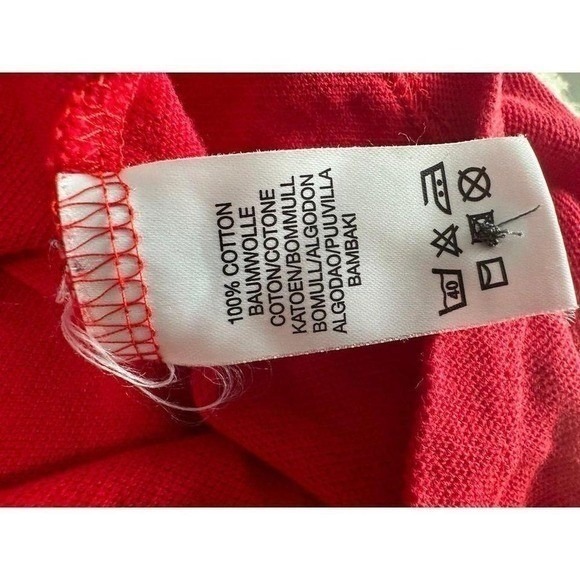 100% COTTON
BAUMWOLLE
COTON/COTONE
KATOEN/BOMMULL
BOMULL/ALGODON
ALGODAO/PUUVILLA
BAMBAKI
40